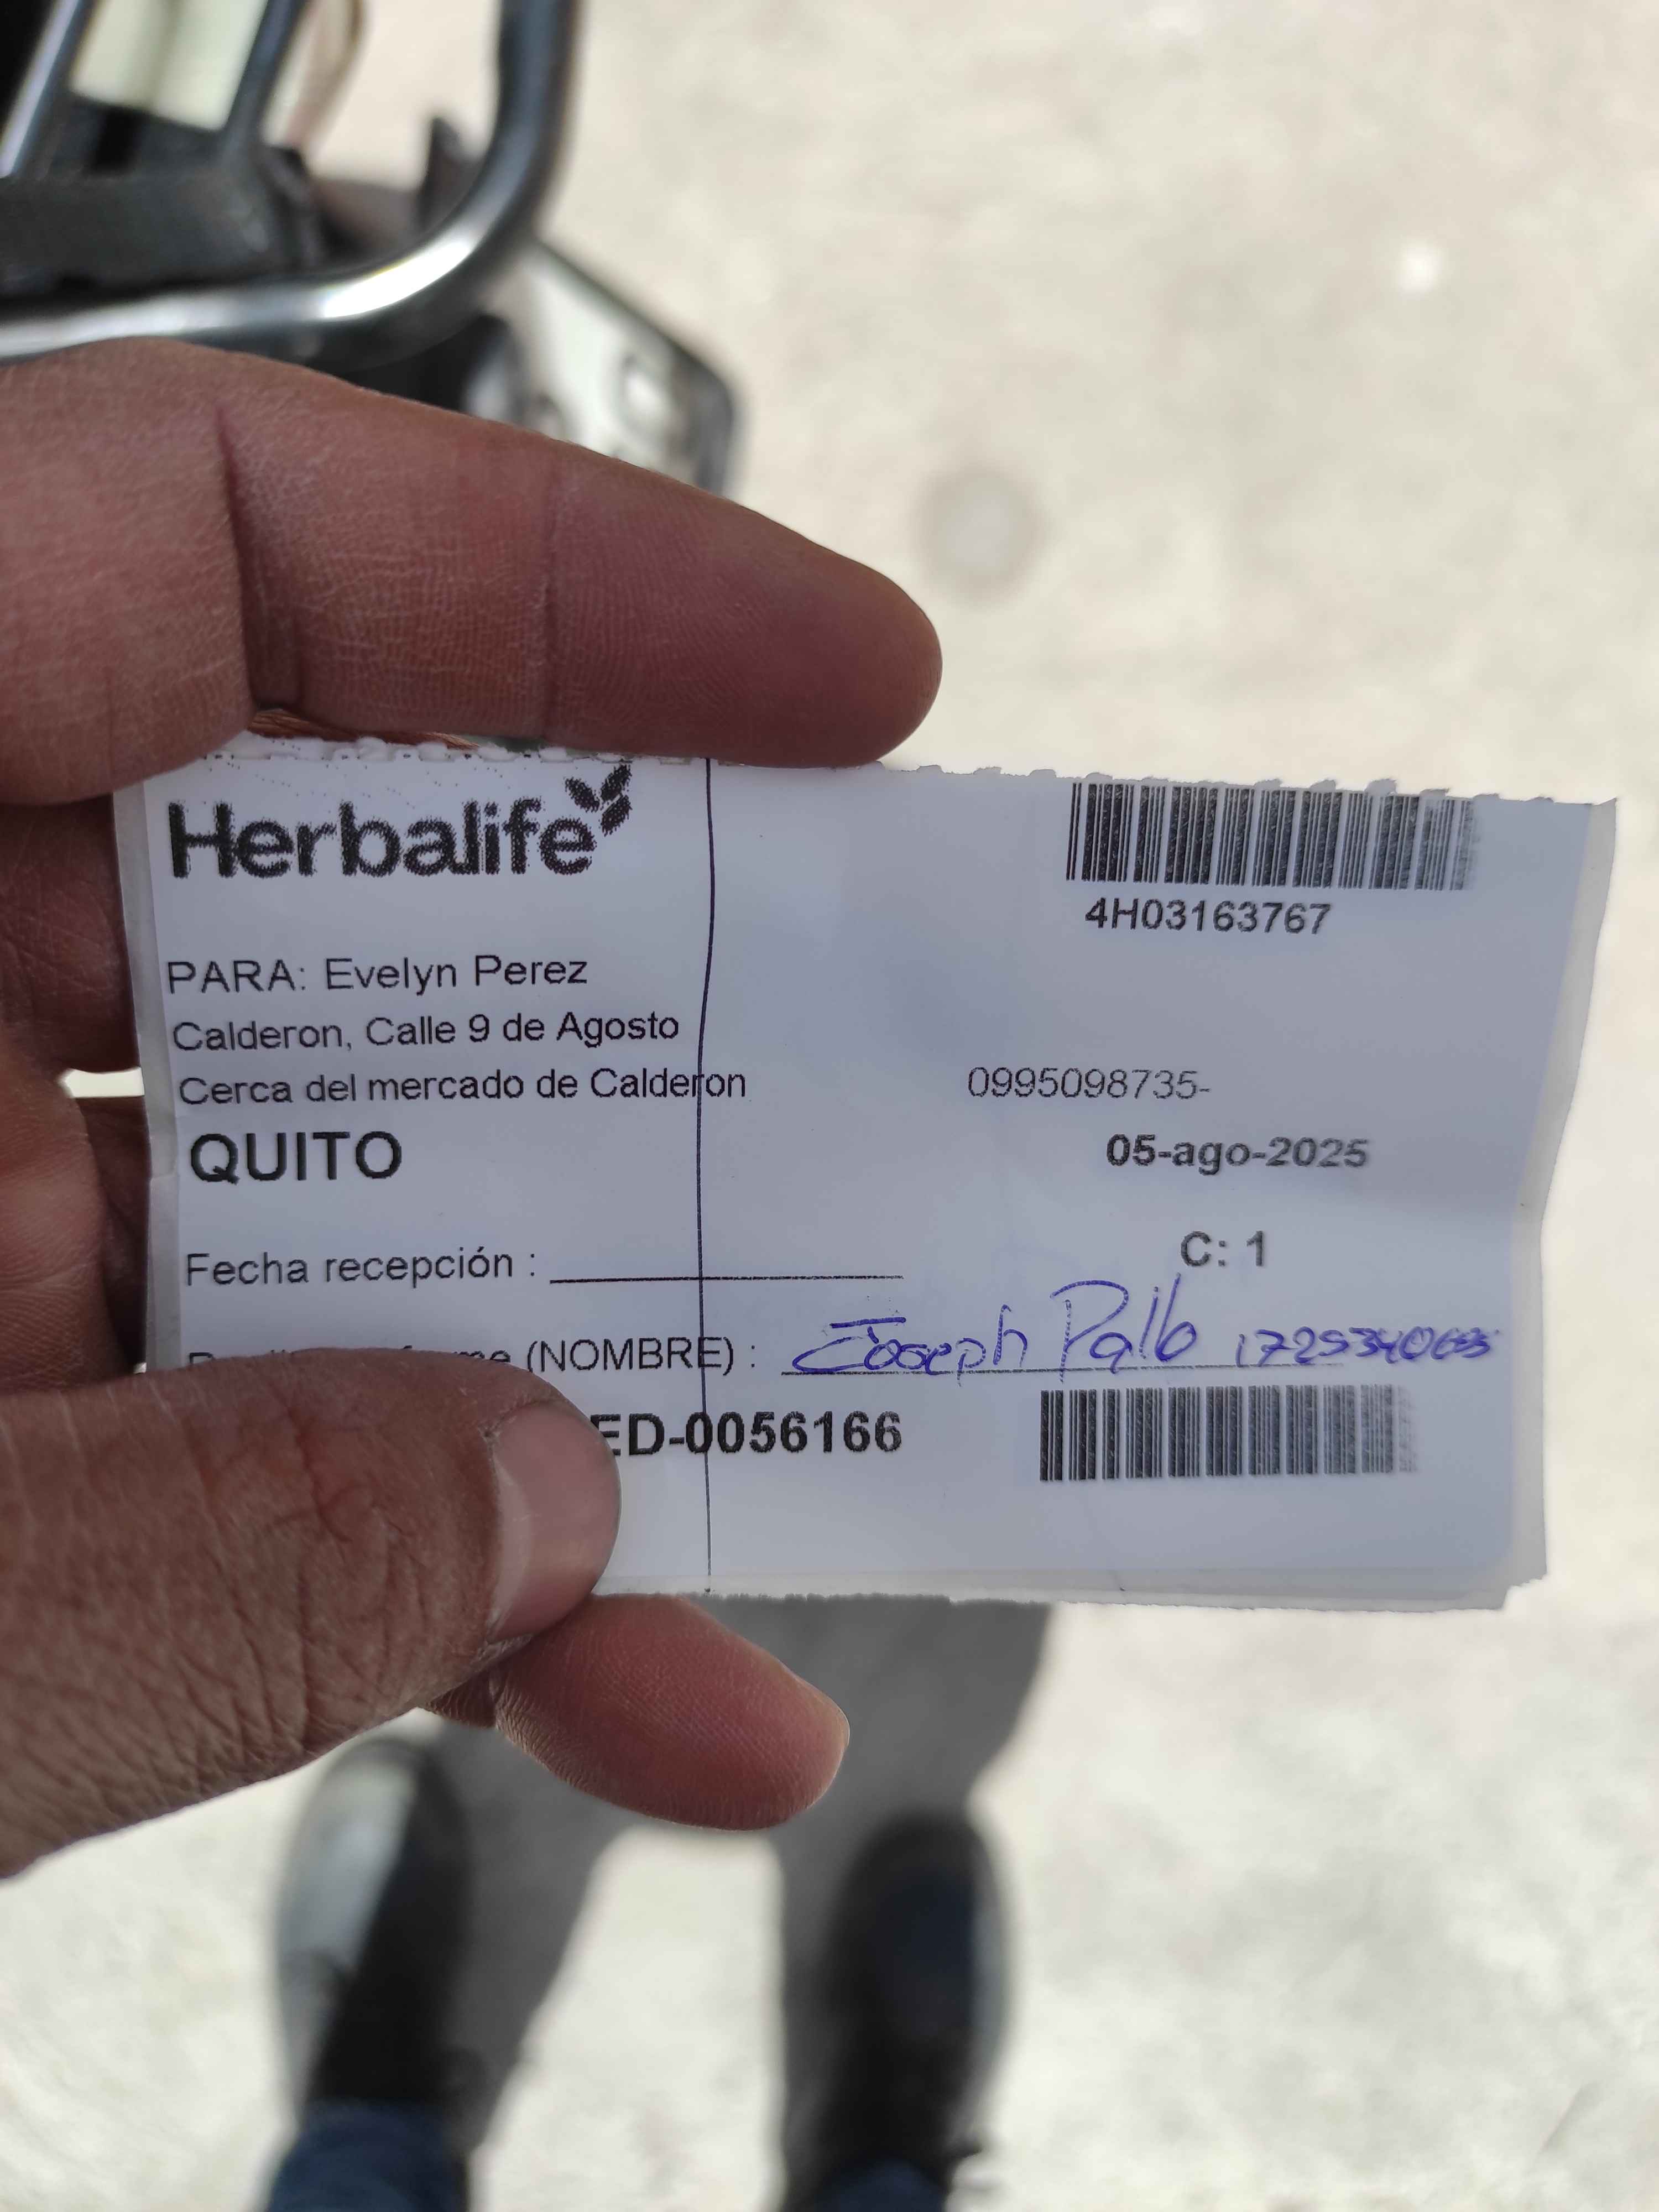 Herbalife
4H03163767
PARA: Evelyn Perez
Calderon, Calle 9 de Agosto
Cerca del mercado de Calderon 0995098735-
QUITO
05-ago-2025
C: 1
Fecha recepción :
(NOMBRE) : Joseph Pallo
ED-0056166